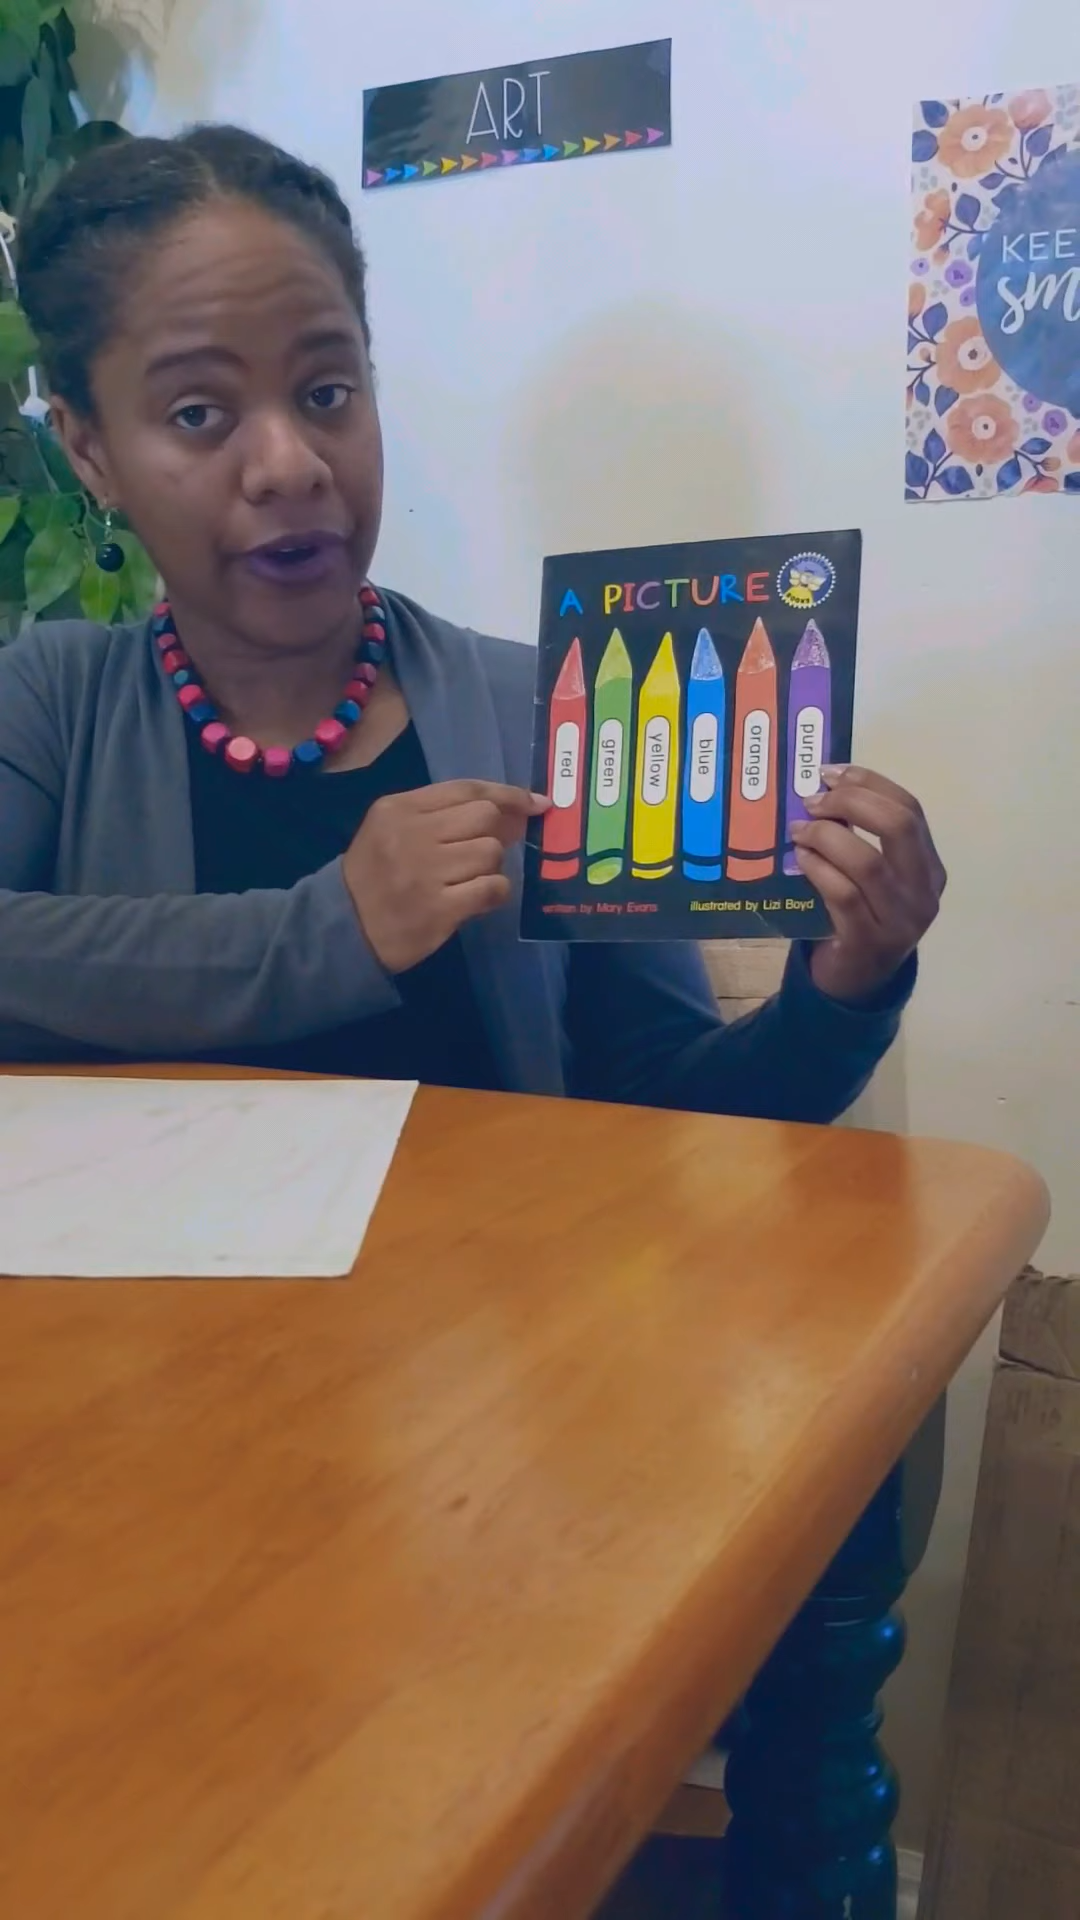 ART
KEE
sm
A PICTURE
red
green
yellow
blue
orange
purple
written by Mary Evans
illustrated by Lizi Boyd